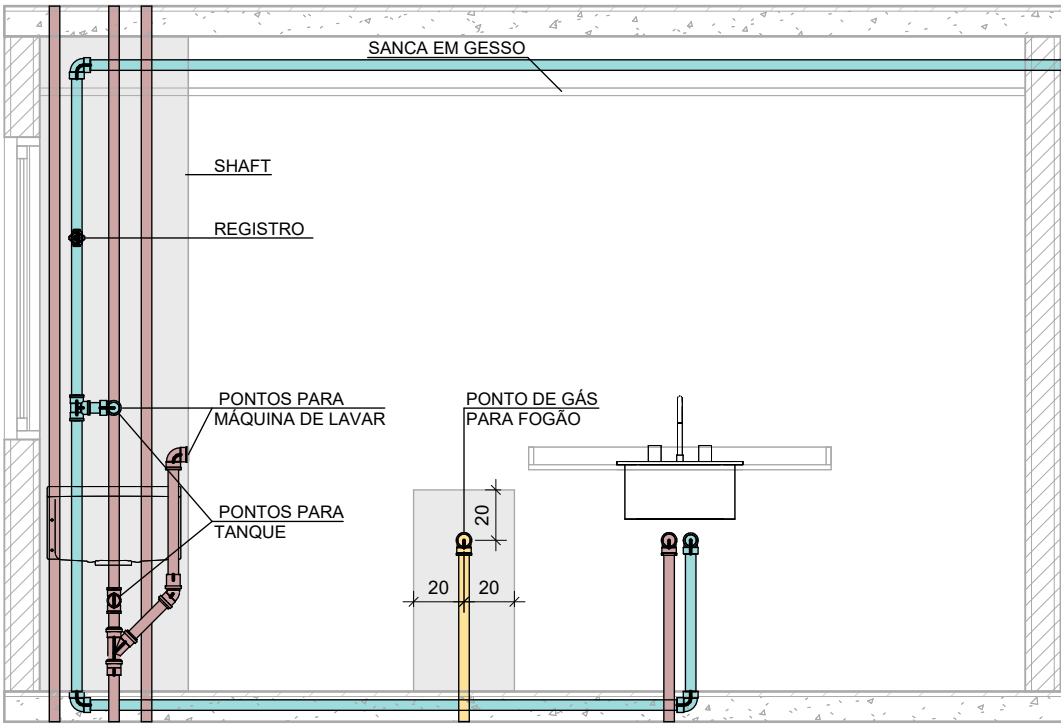 SANCA EM GESSO
SHAFT
REGISTRO
PONTOS PARA
MÁQUINA DE LAVAR
PONTO DE GÁS
PARA FOGÃO
PONTOS PARA
TANQUE
20
20
20